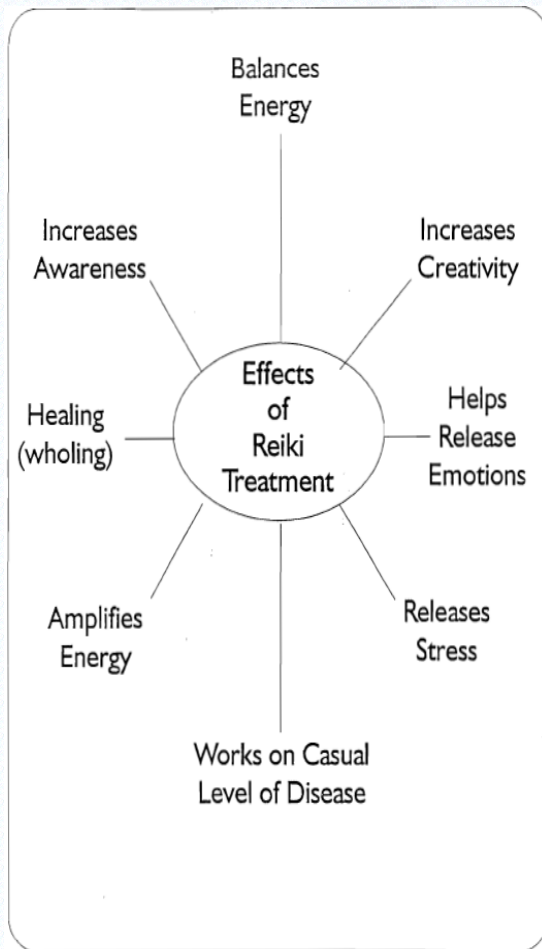 Balances
Energy
Increases
Awareness
Increases
Creativity
Effects
of
Reiki
Treatment
Healing
(wholing)
Helps
Release
Emotions
Amplifies
Energy
Releases
Stress
Works on Casual
Level of Disease